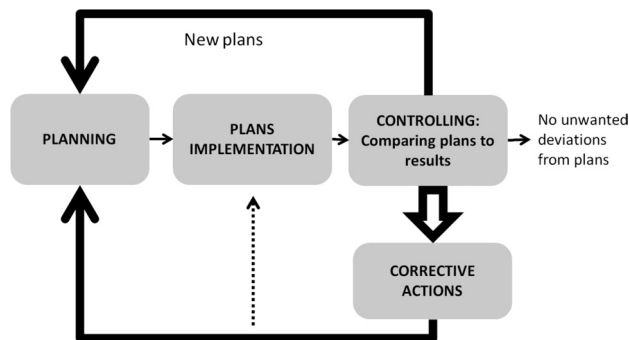 New plans
PLANNING
PLANS
IMPLEMENTATION
CONTROLLING:
Comparing plans to
results
No unwanted
deviations
from plans
CORRECTIVE
ACTIONS